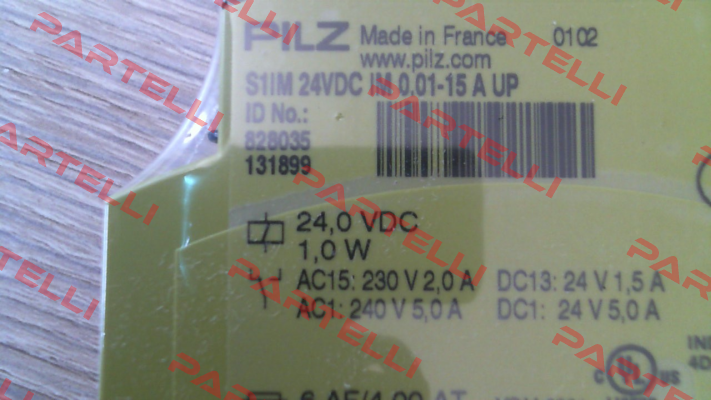 PILZ Made in France 0102
www.pilz.com
S1IM 24VDC IM 0,01-15 A UP
ID No.:
828035
131899
24,0 VDC
1,0 W
AC15: 230 V 2,0 A DC13: 24 V 1,5 A
AC1: 240 V 5,0 A DC1: 24 V 5,0 A
C UL US
PARTELLI
PARTELLI
PARTELLI
PARTELLI
PARTELLI
PARTELLI
PARTELLI
PARTELLI